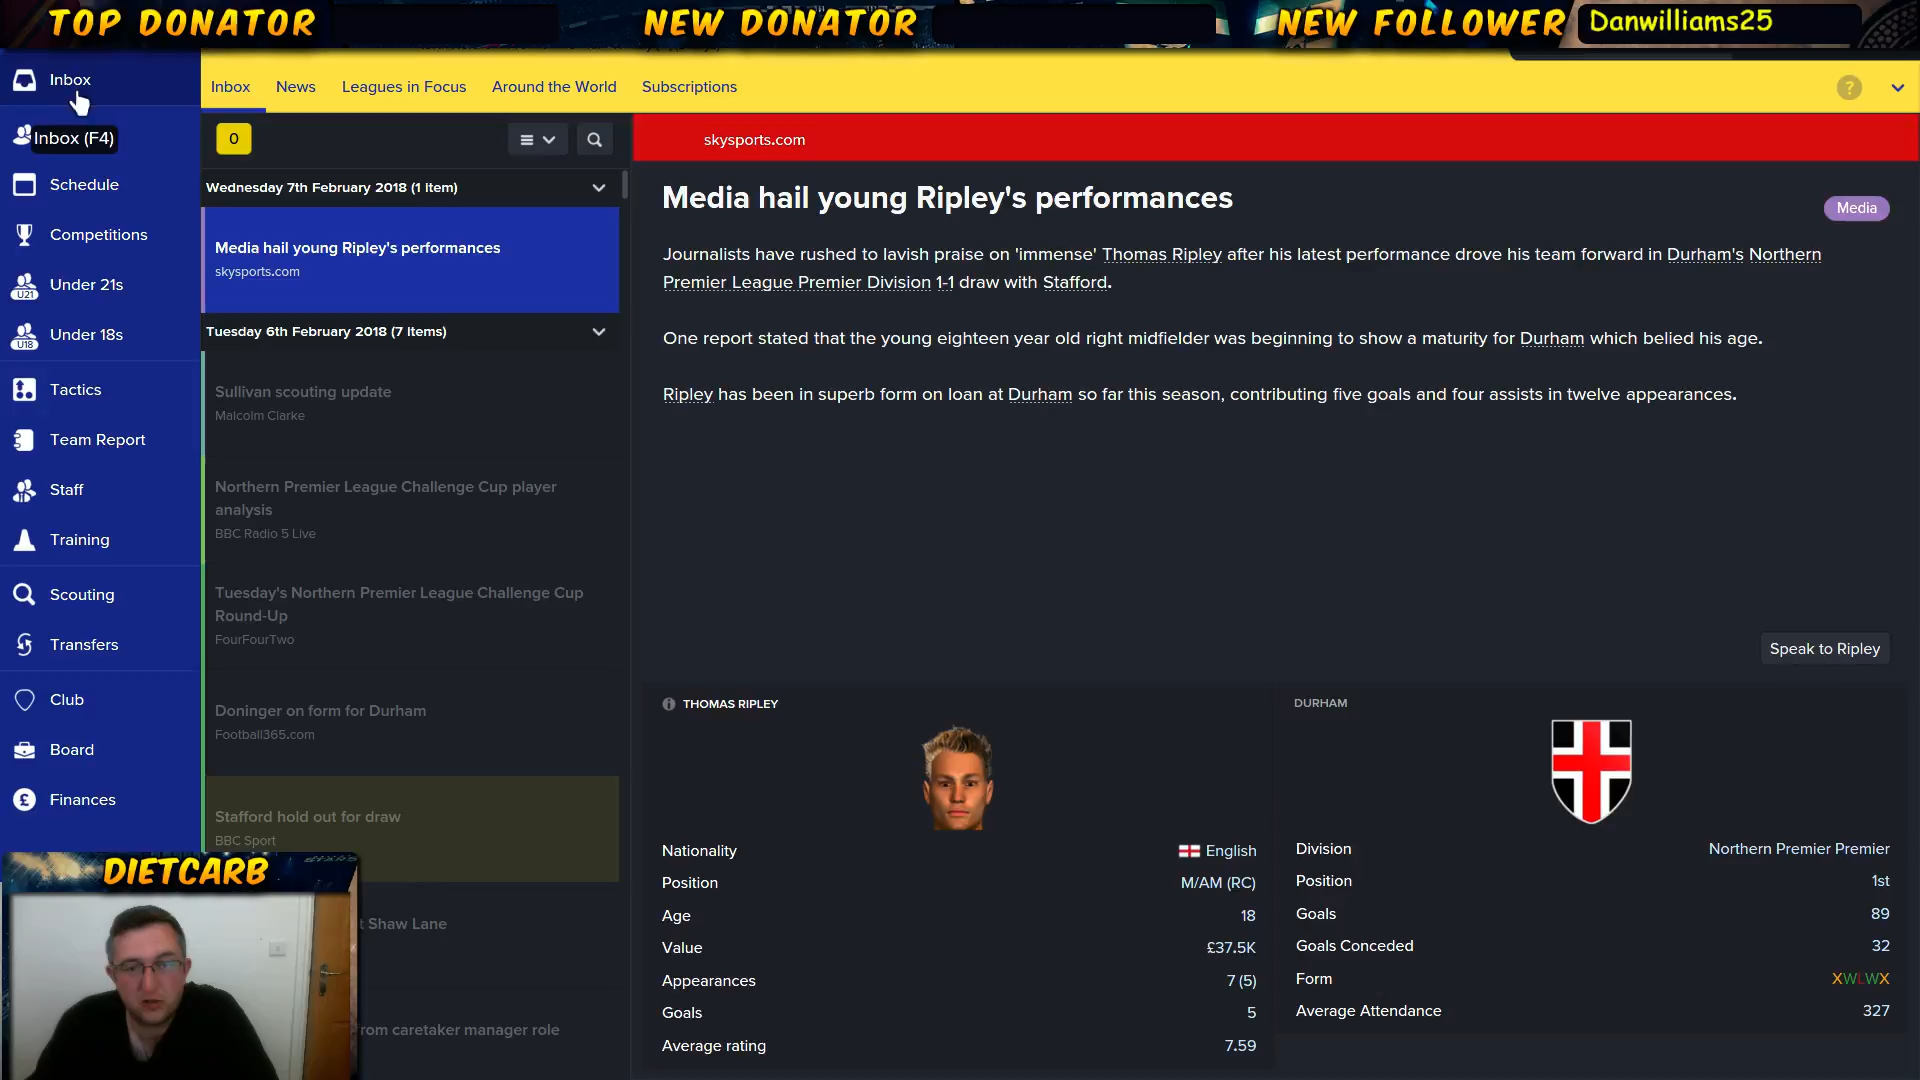 TOP DONATOR
NEW DONATOR
NEW FOLLOWER
Danwilliams25
Inbox
Inbox (F4)
Schedule
Competitions
U21
Under 21s
U18
Under 18s
Tactics
Team Report
Staff
Training
Scouting
Transfers
Club
Board
£
Finances
Inbox
News
Leagues in Focus
Around the World
Subscriptions
?
0
Wednesday 7th February 2018 (1 Item)
Media hail young Ripley's performances
skysports.com
Tuesday 6th February 2018 (7 Items)
Sullivan scouting update
Malcolm Clarke
Northern Premier League Challenge Cup player
analysis
BBC Radio 5 Live
Tuesday's Northern Premier League Challenge Cup
Round-Up
FourFourTwo
Doninger on form for Durham
Football365.com
Stafford hold out for draw
BBC Sport
t Shaw Lane
rom caretaker manager role
DIETCARB
skysports.com
Media hail young Ripley's performances
Media
Journalists have rushed to lavish praise on 'immense' Thomas Ripley after his latest performance drove his team forward in Durham's Northern
Premier League Premier Division 1-1 draw with Stafford.
One report stated that the young eighteen year old right midfielder was beginning to show a maturity for Durham which belied his age.
Ripley has been in superb form on loan at Durham so far this season, contributing five goals and four assists in twelve appearances.
Speak to Ripley
THOMAS RIPLEY
Nationality English
Position M/AM (RC)
Age 18
Value £37.5K
Appearances 7 (5)
Goals 5
Average rating 7.59
DURHAM
Division Northern Premier Premier
Position 1st
Goals 89
Goals Conceded 32
Form XWLWX
Average Attendance 327